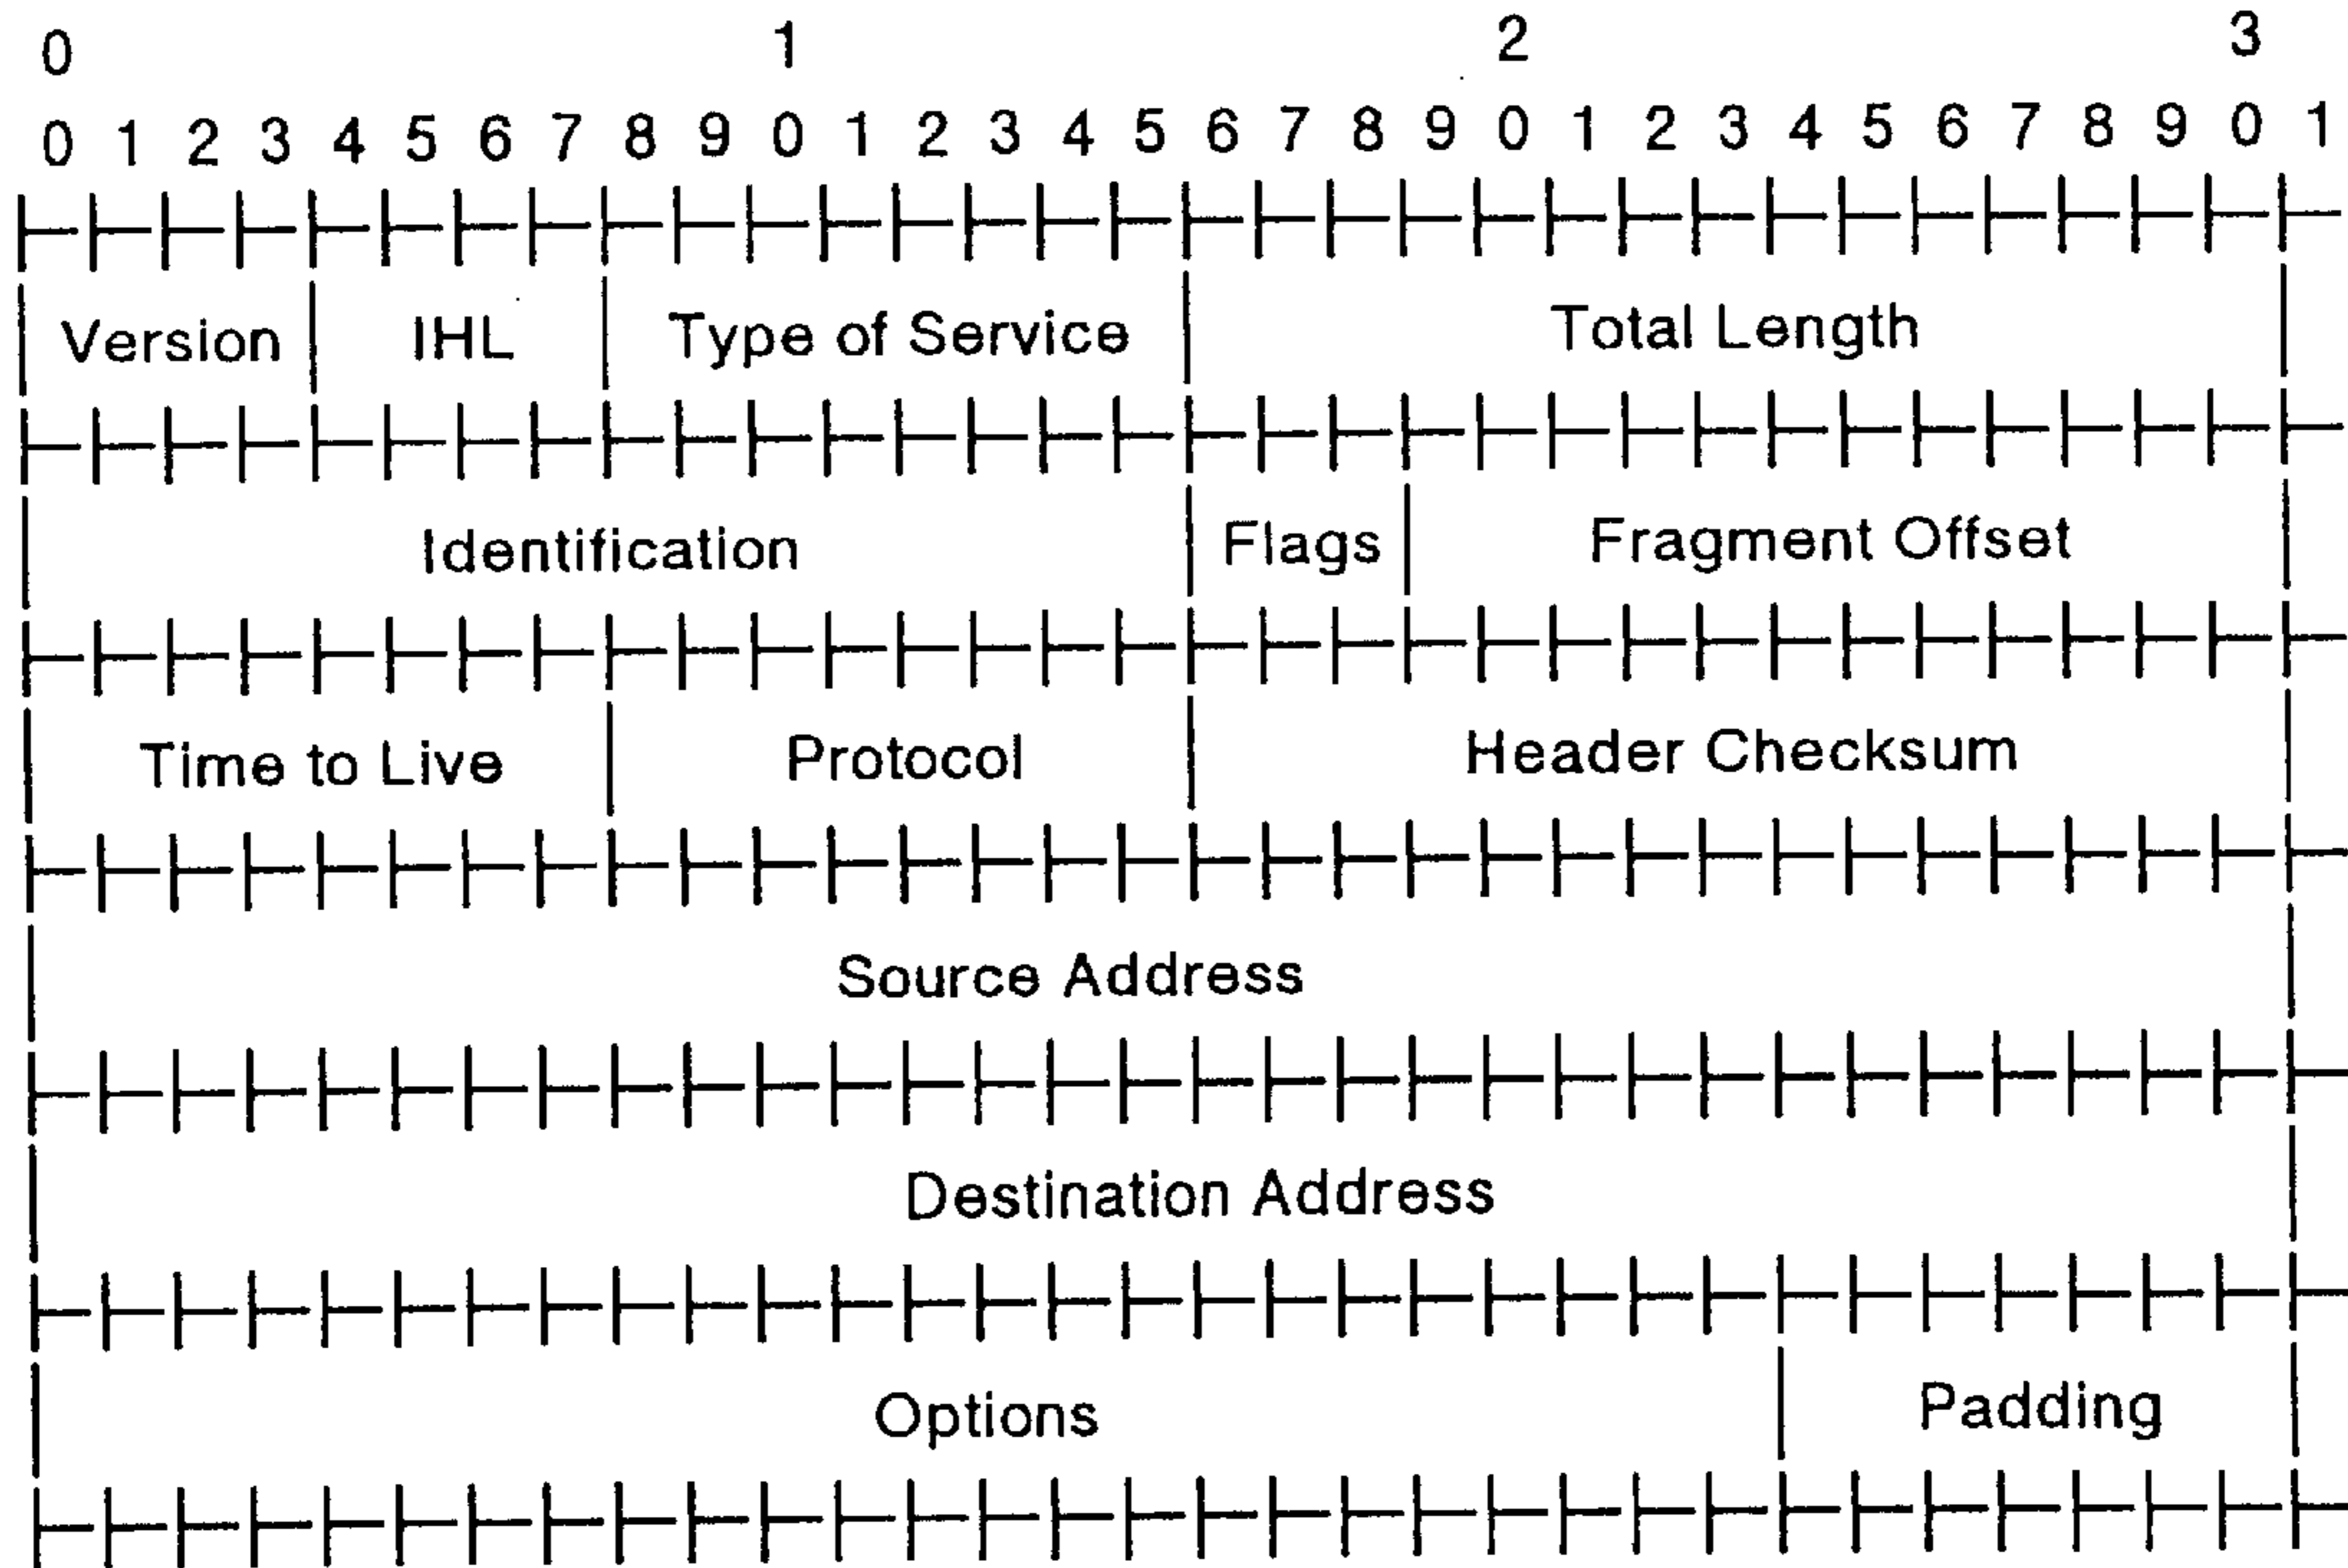 0 1 2 3
0 1 2 3 4 5 6 7 8 9 0 1 2 3 4 5 6 7 8 9 0 1 2 3 4 5 6 7 8 9 0 1
Version IHL Type of Service Total Length
Identification Flags Fragment Offset
Time to Live Protocol Header Checksum
Source Address
Destination Address
Options Padding